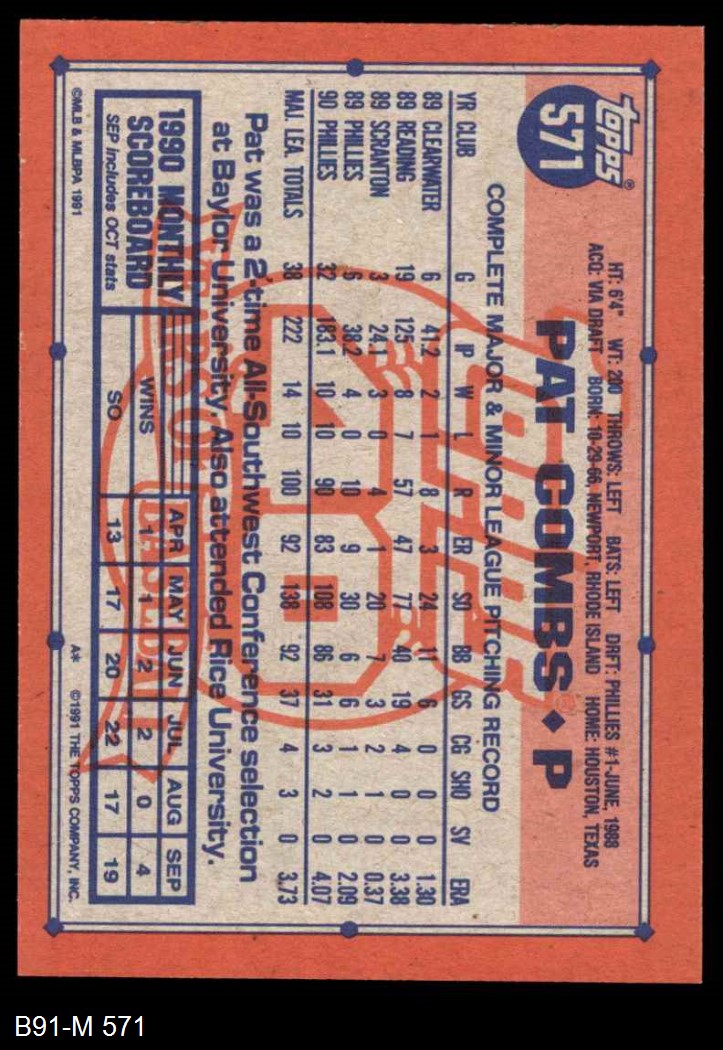 topps®
571
PAT COMBS ♦ P
HT: 6'4" WT: 200 THROWS: LEFT BATS: LEFT DRFT: PHILLIES #1-JUNE, 1988
ACQ: VIA DRAFT BORN: 10-29-66, NEWPORT, RHODE ISLAND HOME: HOUSTON, TEXAS
COMPLETE MAJOR & MINOR LEAGUE PITCHING RECORD
YR CLUB G IP W L R ER SO BB GS CG SHO SV ERA
89 CLEARWATER 6 41.2 2 1 8 3 24 11 6 0 0 0 1.30
89 READING 19 125 8 7 57 47 77 40 19 4 0 0 3.38
89 SCRANTON 3 24.1 3 0 4 1 20 7 3 2 1 0 0.37
89 PHILLIES 6 38.2 4 0 10 9 30 6 6 1 1 0 2.09
90 PHILLIES 32 183.1 10 10 90 83 108 86 31 3 2 0 4.07
MAJ. LEA. TOTALS 38 222 14 10 100 92 138 92 37 4 3 0 3.73
Pat was a 2-time All-Southwest Conference selection
at Baylor University. Also attended Rice University.
1990 MONTHLY
SCOREBOARD
SEP Includes OCT stats
APR MAY JUN JUL AUG SEP
WINS 1 1 2 2 0 4
SO 13 17 20 22 17 19
©MLB & MLBPA 1991
A* ©1991 THE TOPPS COMPANY, INC.
topps
40
YEARS OF BASEBALL
B91-M 571